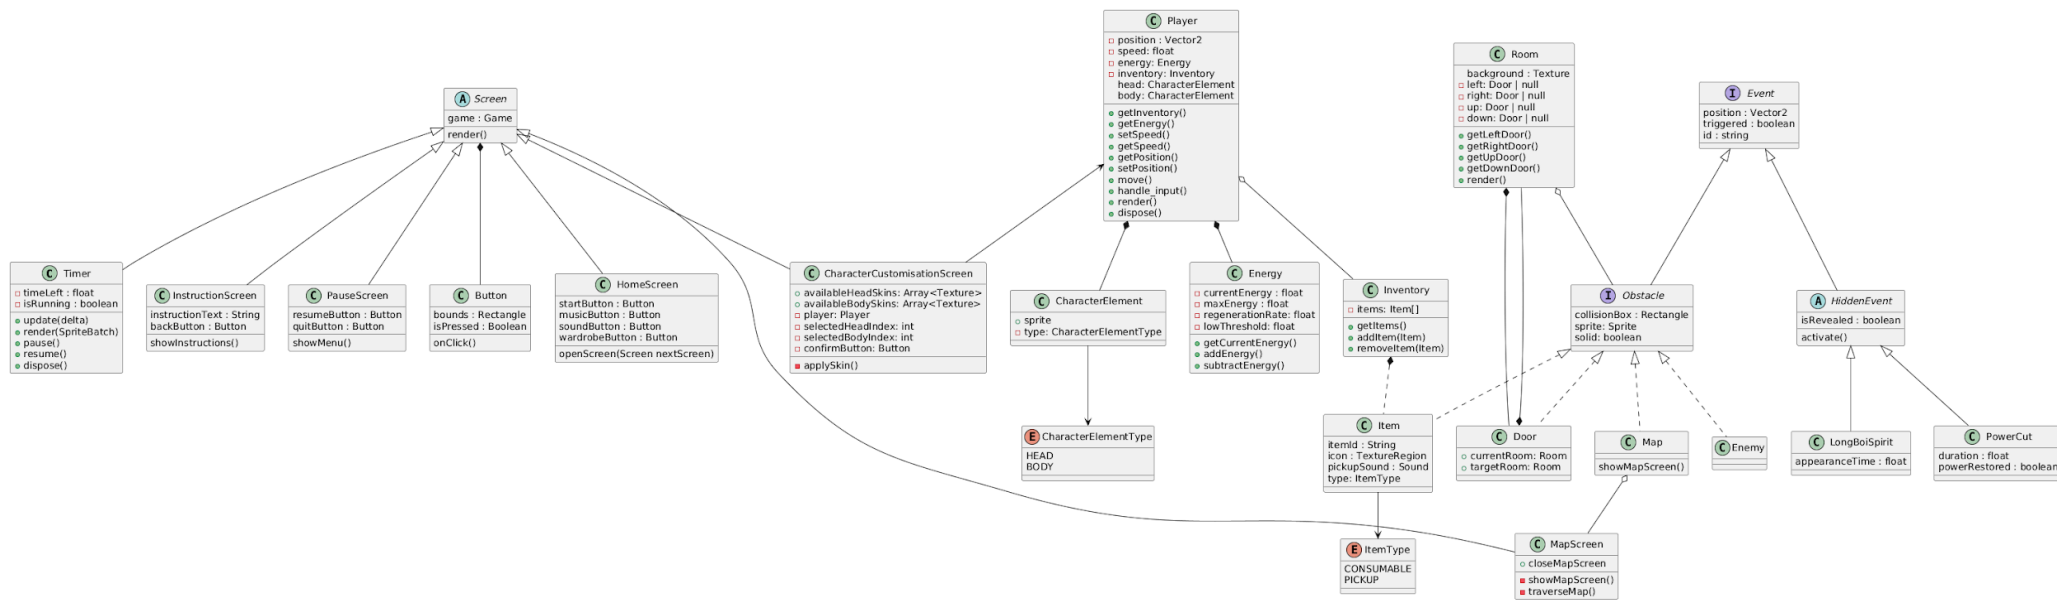 C Player
position : Vector2
speed: float
energy: Energy
inventory: Inventory
head: CharacterElement
body: CharacterElement
getInventory()
getEnergy()
setSpeed()
getSpeed()
getPosition()
setPosition()
move()
handle_input()
render()
dispose()
C Room
background : Texture
left: Door | null
right: Door | null
up: Door | null
down: Door | null
getLeftDoor()
getRightDoor()
getUpDoor()
getDownDoor()
render()
A Screen
game : Game
render()
I Event
position : Vector2
triggered : boolean
id : string
C Timer
timeLeft : float
isRunning : boolean
update(delta)
render(SpriteBatch)
pause()
resume()
dispose()
C InstructionScreen
instructionText : String
backButton : Button
showInstructions()
C PauseScreen
resumeButton : Button
quitButton : Button
showMenu()
C Button
bounds : Rectangle
isPressed : Boolean
onClick()
C HomeScreen
startButton : Button
musicButton : Button
soundButton : Button
wardrobeButton : Button
openScreen(Screen nextScreen)
C CharacterCustomisationScreen
availableHeadSkins: Array<Texture>
availableBodySkins: Array<Texture>
player: Player
selectedHeadIndex: int
selectedBodyIndex: int
confirmButton: Button
applySkin()
C CharacterElement
sprite
type: CharacterElementType
C Energy
currentEnergy : float
maxEnergy : float
regenerationRate: float
lowThreshold: float
getCurrentEnergy()
addEnergy()
subtractEnergy()
C Inventory
items: Item[]
getItems()
addItem(Item)
removeItem(Item)
I Obstacle
collisionBox : Rectangle
sprite: Sprite
solid: boolean
A HiddenEvent
isRevealed : boolean
activate()
E CharacterElementType
HEAD
BODY
C Item
itemId : String
icon : TextureRegion
pickupSound : Sound
type: ItemType
C Door
currentRoom: Room
targetRoom: Room
C Map
showMapScreen()
C Enemy
C LongBoiSpirit
appearanceTime : float
C PowerCut
duration : float
powerRestored : boolean
E ItemType
CONSUMABLE
PICKUP
C MapScreen
closeMapScreen
showMapScreen()
traverseMap()